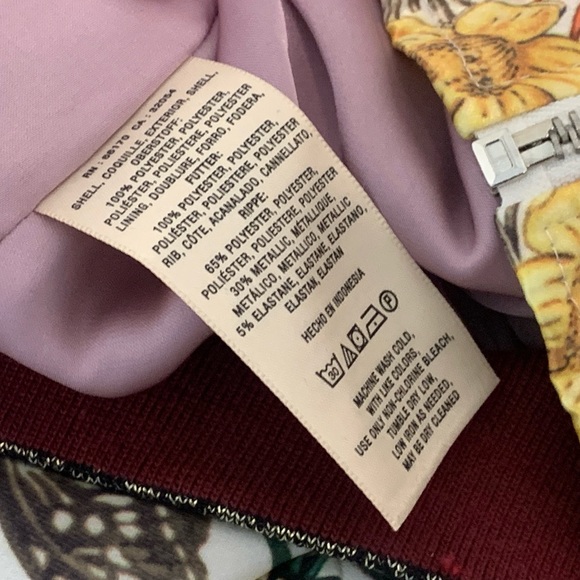 RN : 66170 CA : 32054
SHELL, COQUILLE, EXTERIOR, SHELL,
OBERSTOFF:
100% POLYESTER, POLYESTER,
POLIÉSTER, POLIESTERE, POLYESTER
LINING, DOUBLURE, FORRO, FODERA,
FUTTER:
100% POLYESTER, POLYESTER,
POLIÉSTER, POLIESTERE, POLYESTER
RIB, CÔTE, ACANALADO, CANNELLATO,
RIPPE:
65% POLYESTER, POLYESTER,
POLIÉSTER, POLIESTERE, POLYESTER
30% METALLIC, MÉTALLIQUE,
METÁLICO, METALLICO, METALLIC
5% ELASTANE, ELASTANE, ELASTANO,
ELASTAN, ELASTAN
HECHO EN INDONESIA
30 P
MACHINE WASH COLD,
WITH LIKE COLORS,
USE ONLY NON-CHLORINE BLEACH,
TUMBLE DRY LOW,
LOW IRON AS NEEDED,
MAY BE DRY CLEANED